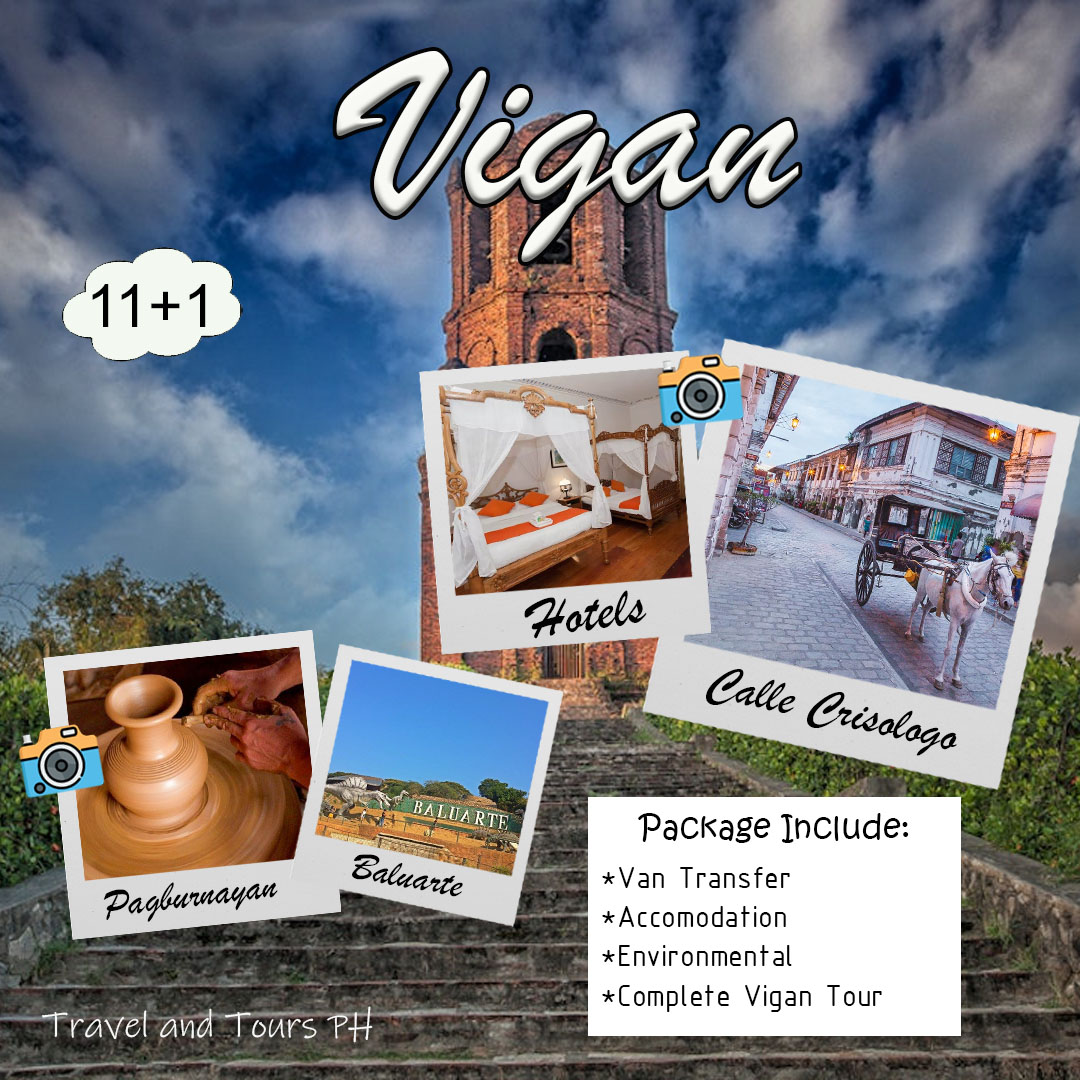 Vigan
11+1
Hotels
Calle Crisologo
Pagburnayan
BALUARTE
Baluarte
Package Include:
*Van Transfer
*Accomodation
*Environmental
*Complete Vigan Tour
Travel and Tours PH